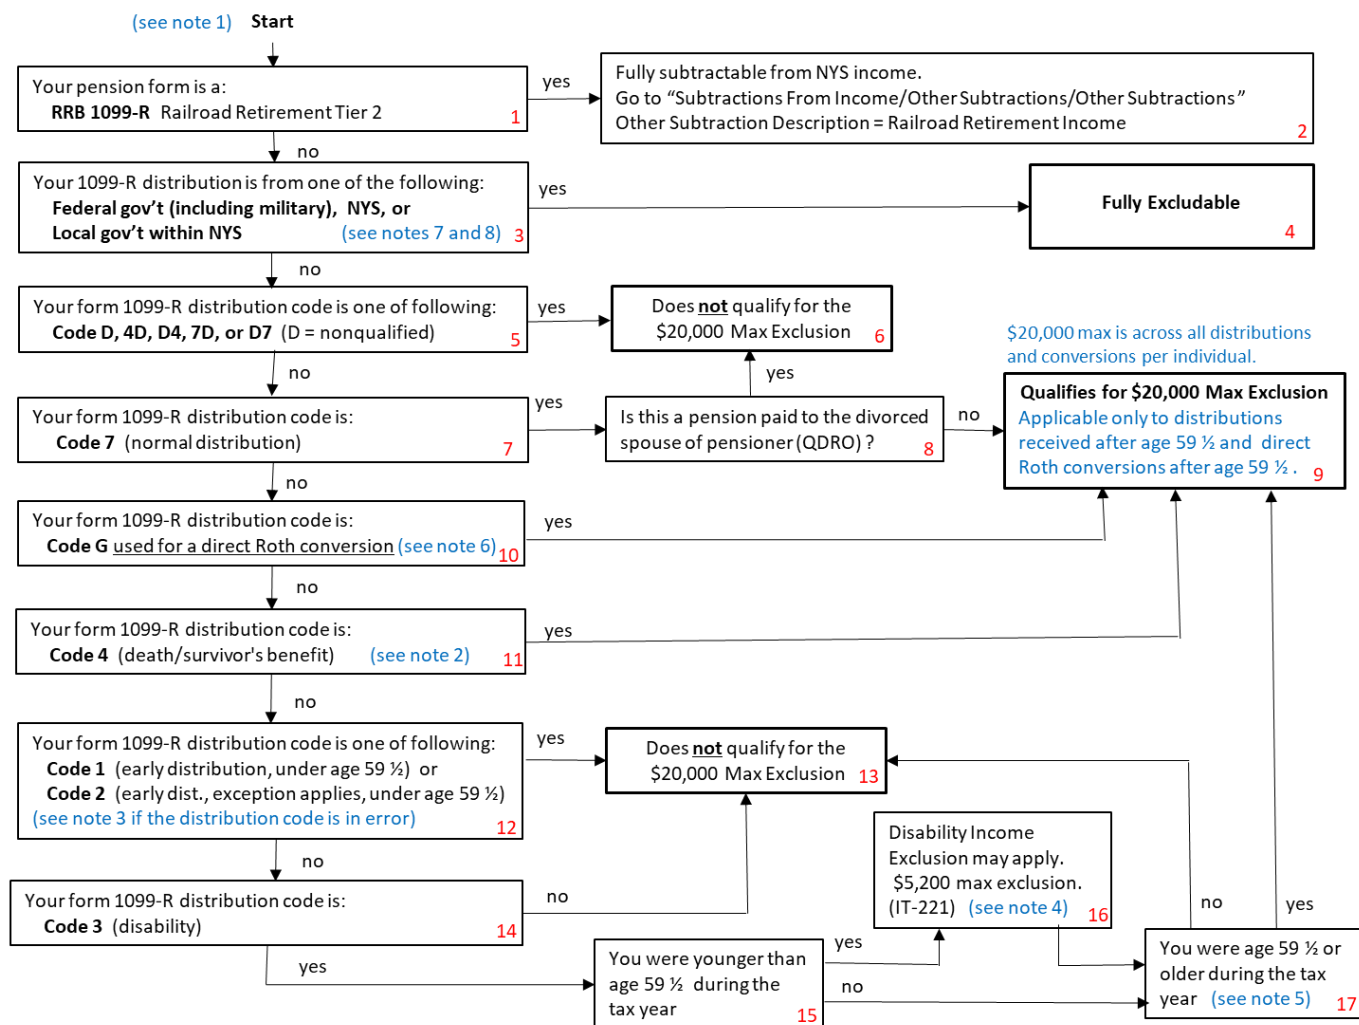 (see note 1) Start
Your pension form is a:
RRB 1099-R Railroad Retirement Tier 2
1
yes
Fully subtractable from NYS income.
Go to “Subtractions From Income/Other Subtractions/Other Subtractions”
Other Subtraction Description = Railroad Retirement Income
2
no
Your 1099-R distribution is from one of the following:
Federal gov’t (including military), NYS, or
Local gov’t within NYS (see notes 7 and 8) 3
yes
Fully Excludable
4
no
Your form 1099-R distribution code is one of following:
Code D, 4D, D4, 7D, or D7 (D = nonqualified)
5
yes
Does not qualify for the
$20,000 Max Exclusion
6
no
yes
Your form 1099-R distribution code is:
Code 7 (normal distribution)
7
yes
Is this a pension paid to the divorced
spouse of pensioner (QDRO) ?
8
no
$20,000 max is across all distributions
and conversions per individual.
Qualifies for $20,000 Max Exclusion
Applicable only to distributions
received after age 59 ½ and direct
Roth conversions after age 59 ½ .
9
no
Your form 1099-R distribution code is:
Code G used for a direct Roth conversion (see note 6)
10
yes
no
Your form 1099-R distribution code is:
Code 4 (death/survivor's benefit) (see note 2)
11
yes
no
Your form 1099-R distribution code is one of following:
Code 1 (early distribution, under age 59 ½) or
Code 2 (early dist., exception applies, under age 59 ½)
(see note 3 if the distribution code is in error)
12
yes
Does not qualify for the
$20,000 Max Exclusion
13
no
Your form 1099-R distribution code is:
Code 3 (disability)
14
no
yes
You were younger than
age 59 ½ during the
tax year
15
yes
no
Disability Income
Exclusion may apply.
$5,200 max exclusion.
(IT-221) (see note 4)
16
You were age 59 ½ or
older during the tax
year (see note 5)
17
no
yes